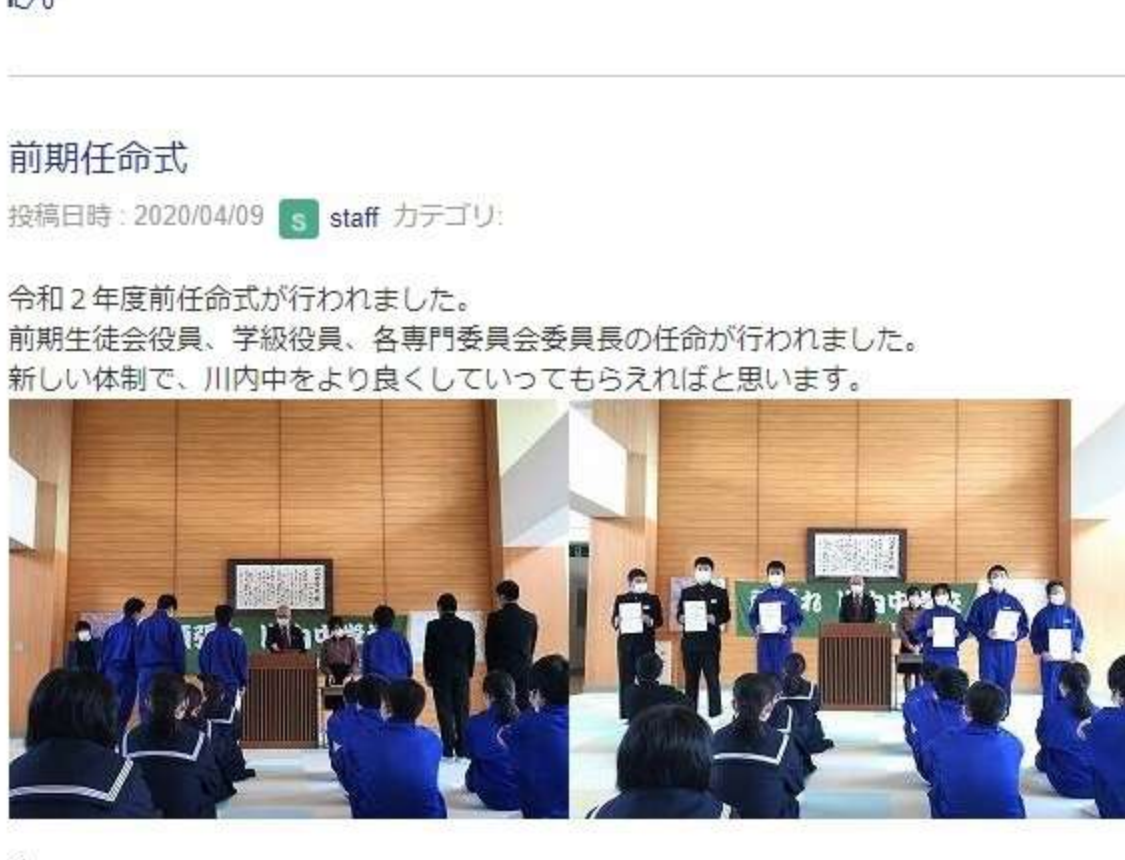 前期任命式
投稿日時 : 2020/04/09 s staff カテゴリ:
令和２年度前任命式が行われました。
前期生徒会役員、学級役員、各専門委員会委員長の任命が行われました。
新しい体制で、川内中をより良くしていってもらえればと思います。